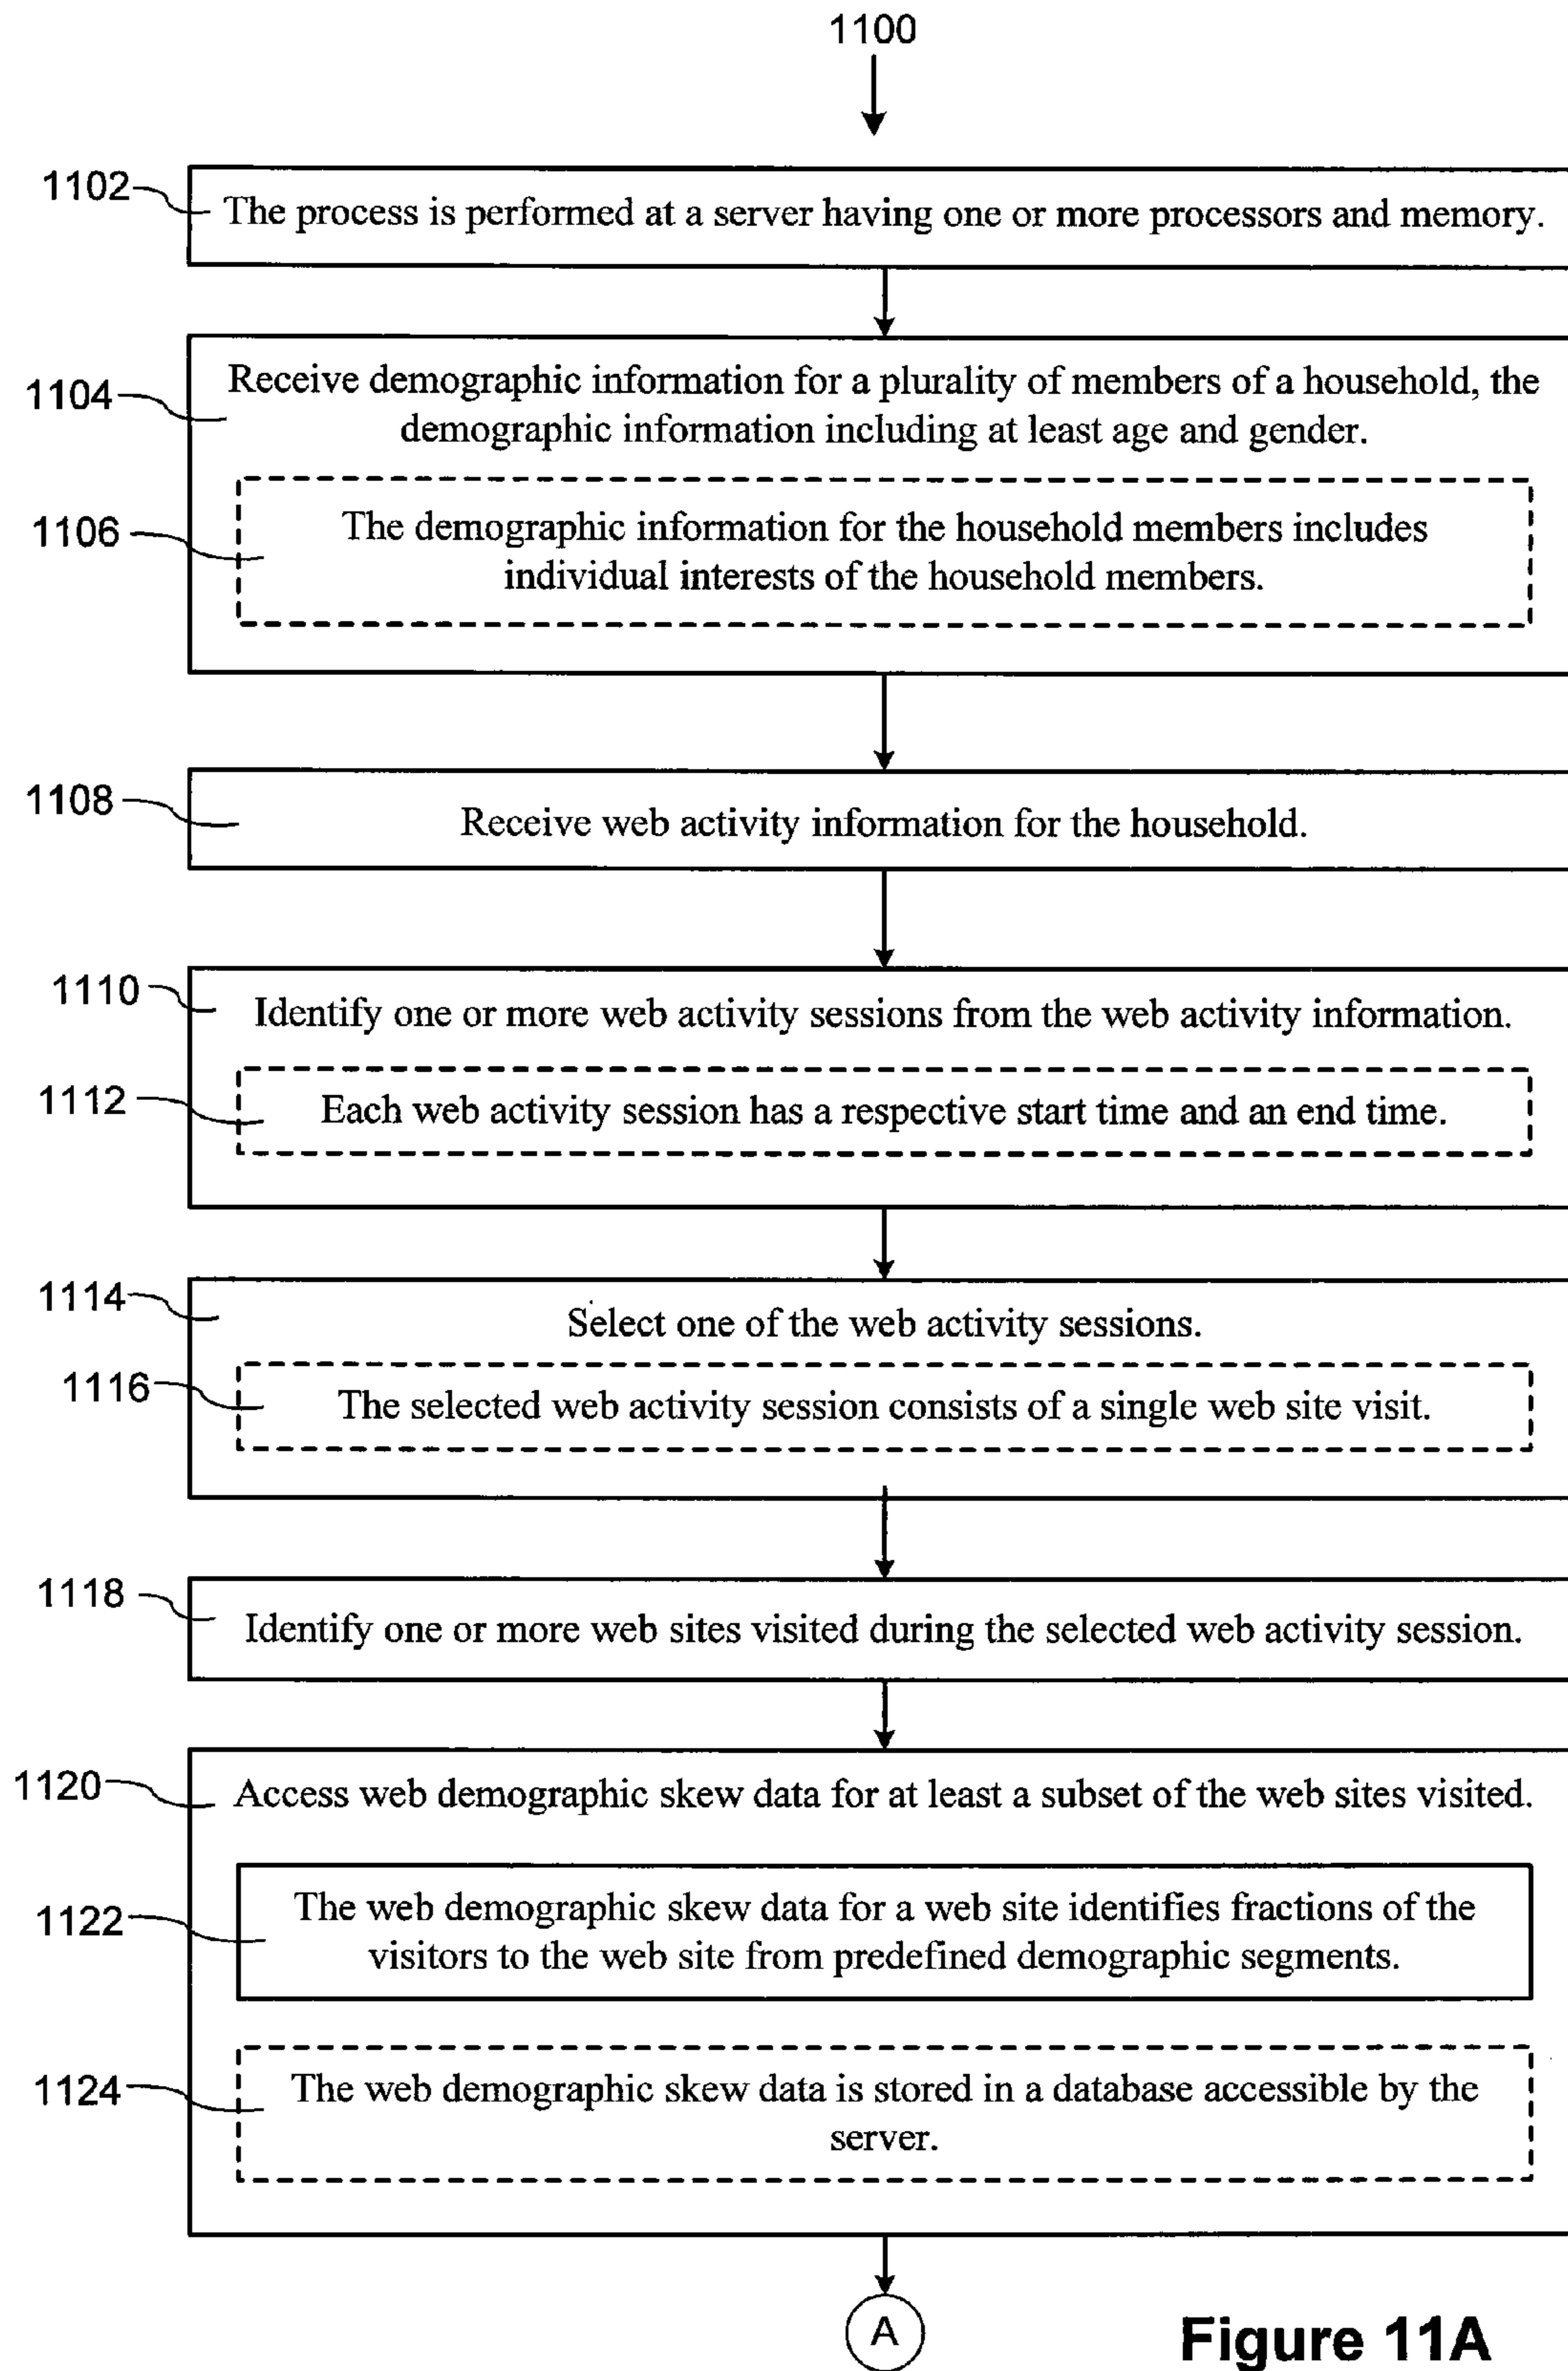 1100
1102
The process is performed at a server having one or more processors and memory.
1104
Receive demographic information for a plurality of members of a household, the
demographic information including at least age and gender.
1106
The demographic information for the household members includes
individual interests of the household members.
1108
Receive web activity information for the household.
1110
Identify one or more web activity sessions from the web activity information.
1112
Each web activity session has a respective start time and an end time.
1114
Select one of the web activity sessions.
1116
The selected web activity session consists of a single web site visit.
1118
Identify one or more web sites visited during the selected web activity session.
1120
Access web demographic skew data for at least a subset of the web sites visited.
1122
The web demographic skew data for a web site identifies fractions of the
visitors to the web site from predefined demographic segments.
1124
The web demographic skew data is stored in a database accessible by the
server.
A
Figure 11A